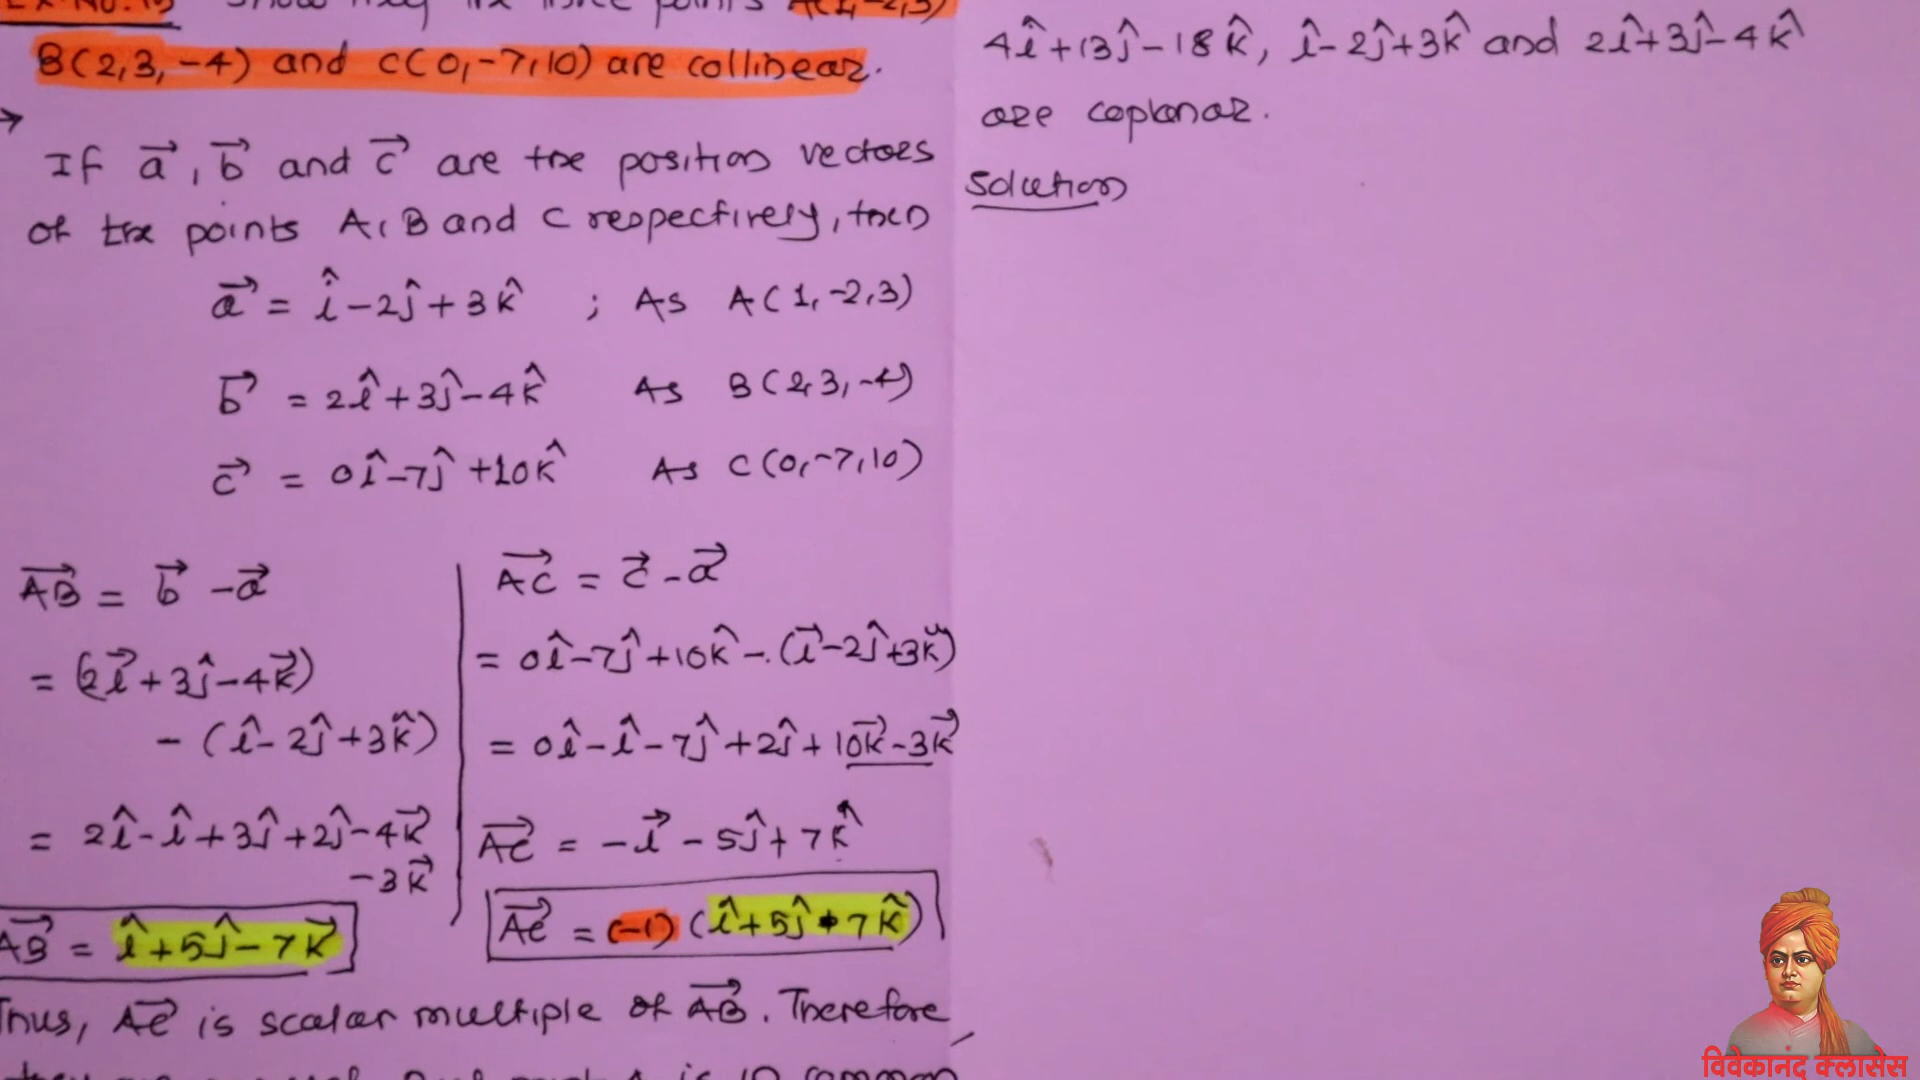 B(2,3,-4) and C(0,-7,10) are collinear.
→
If a⃗, b⃗ and c⃗ are the position vectors
of the points A, B and C respectively, then
a⃗ = î - 2ĵ + 3k̂ ; As A(1,-2,3)
b⃗ = 2î + 3ĵ - 4k̂ As B(2,3,-4)
c⃗ = 0î - 7ĵ + 10k̂ As C(0,-7,10)
AB⃗ = b⃗ - a⃗
= (2i⃗ + 3ĵ - 4k⃗)
- (î - 2ĵ + 3k̂)
= 2î - î + 3ĵ + 2ĵ - 4k⃗
- 3k⃗
AB⃗ = î + 5ĵ - 7k⃗
AC⃗ = c⃗ - a⃗
= 0î - 7ĵ + 10k̂ - (i⃗ - 2ĵ + 3k̂)
= 0î - î - 7ĵ + 2ĵ + 10k⃗ - 3k⃗
AC⃗ = -i⃗ - 5ĵ + 7k̂
AC⃗ = (-1) (î + 5ĵ - 7k̂)
Thus, AC⃗ is scalar multiple of AB⃗. Therefore
4î + 13ĵ - 18k̂, î - 2ĵ + 3k̂ and 2î + 3ĵ - 4k̂
are coplanar.
Solution
विवेकानंद क्लासेस